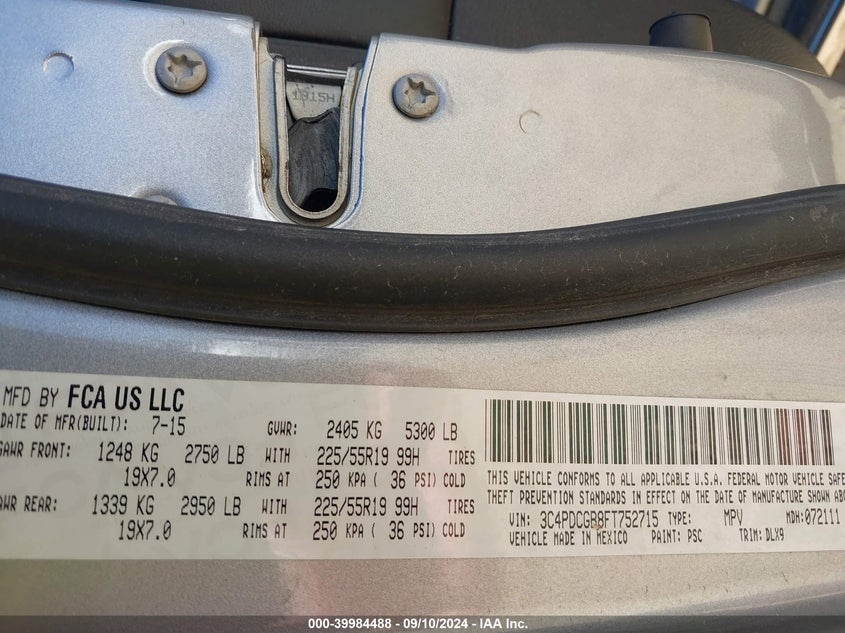 1315H
MFD BY FCA US LLC
DATE OF MFR(BUILT): 7-15 GVWR: 2405 KG 5300 LB
GAWR FRONT: 1248 KG 2750 LB WITH 225/55R19 99H TIRES
19X7.0 RIMS AT 250 KPA ( 36 PSI) COLD
AWR REAR: 1339 KG 2950 LB WITH 225/55R19 99H TIRES
19X7.0 RIMS AT 250 KPA ( 36 PSI) COLD
THIS VEHICLE CONFORMS TO ALL APPLICABLE U.S.A. FEDERAL MOTOR VEHICLE SAFE
THEFT PREVENTION STANDARDS IN EFFECT ON THE DATE OF MANUFACTURE SHOWN ABO
VIN: 3C4PDCGB8FT752715 TYPE: MPV MDH:072111
VEHICLE MADE IN MEXICO PAINT: PSC TRIM: DLX9
000-39984488 - 09/10/2024 - IAA Inc.